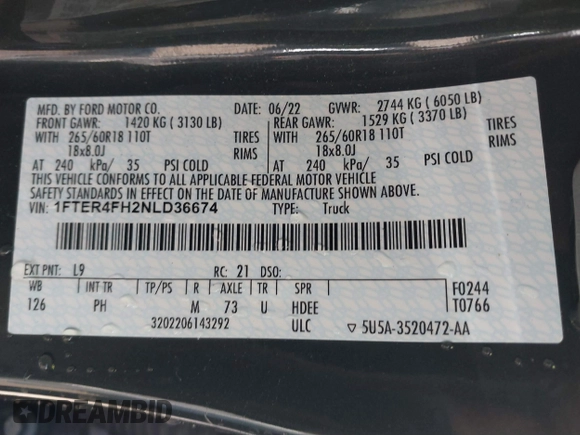 MFD. BY FORD MOTOR CO.
DATE: 06/22 GVWR: 2744 KG ( 6050 LB)
FRONT GAWR: 1420 KG ( 3130 LB)
REAR GAWR: 1529 KG ( 3370 LB)
WITH 265/60R18 110T TIRES
WITH 265/60R18 110T TIRES
18x8.0J RIMS
18x8.0J RIMS
AT 240 kPa/ 35 PSI COLD
AT 240 kPa/ 35 PSI COLD
THIS VEHICLE CONFORMS TO ALL APPLICABLE FEDERAL MOTOR VEHICLE
SAFETY STANDARDS IN EFFECT ON THE DATE OF MANUFACTURE SHOWN ABOVE.
VIN: 1FTER4FH2NLD36674 TYPE: Truck
EXT PNT: L9 RC: 21 DSO:
WB INT TR TP/PS R AXLE TR SPR F0244
126 PH M 73 U HDEE T0766
3202206143292 ULC 5U5A-3520472-AA
DREAMBID